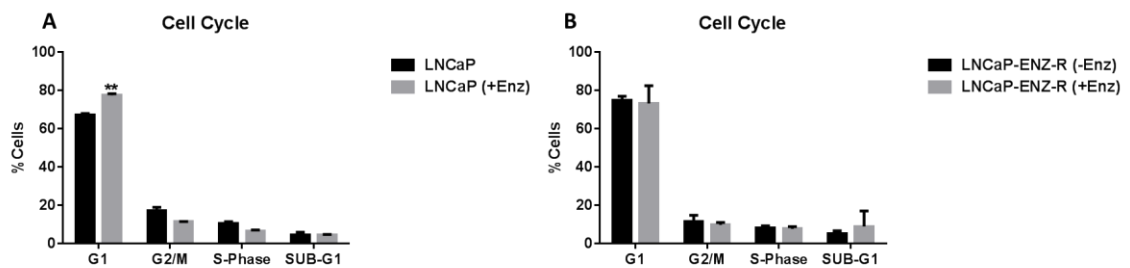 A
Cell Cycle
100
80
60
40
20
0
% Cells
**
G1
G2/M
S-Phase
SUB-G1
LNCaP
LNCaP (+Enz)
B
Cell Cycle
100
80
60
40
20
0
% Cells
G1
G2/M
S-Phase
SUB-G1
LNCaP-ENZ-R (-Enz)
LNCaP-ENZ-R (+Enz)